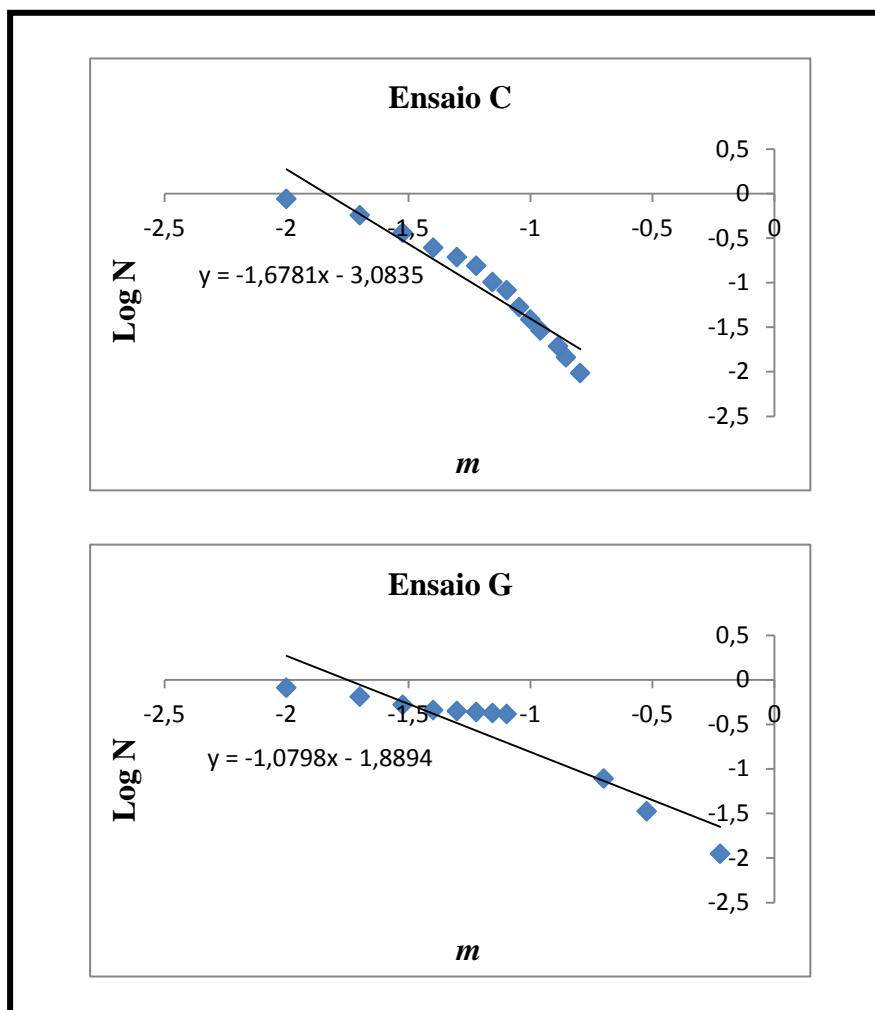 Ensaio C
0,5
-2,5 -2 -1,5 -1 -0,5 0 0
-0,5
-1
-1,5
-2
-2,5
y = -1,6781x - 3,0835
Log N
m
Ensaio G
0,5
-2,5 -2 -1,5 -1 -0,5 0 0
-0,5
-1
-1,5
-2
-2,5
y = -1,0798x - 1,8894
Log N
m